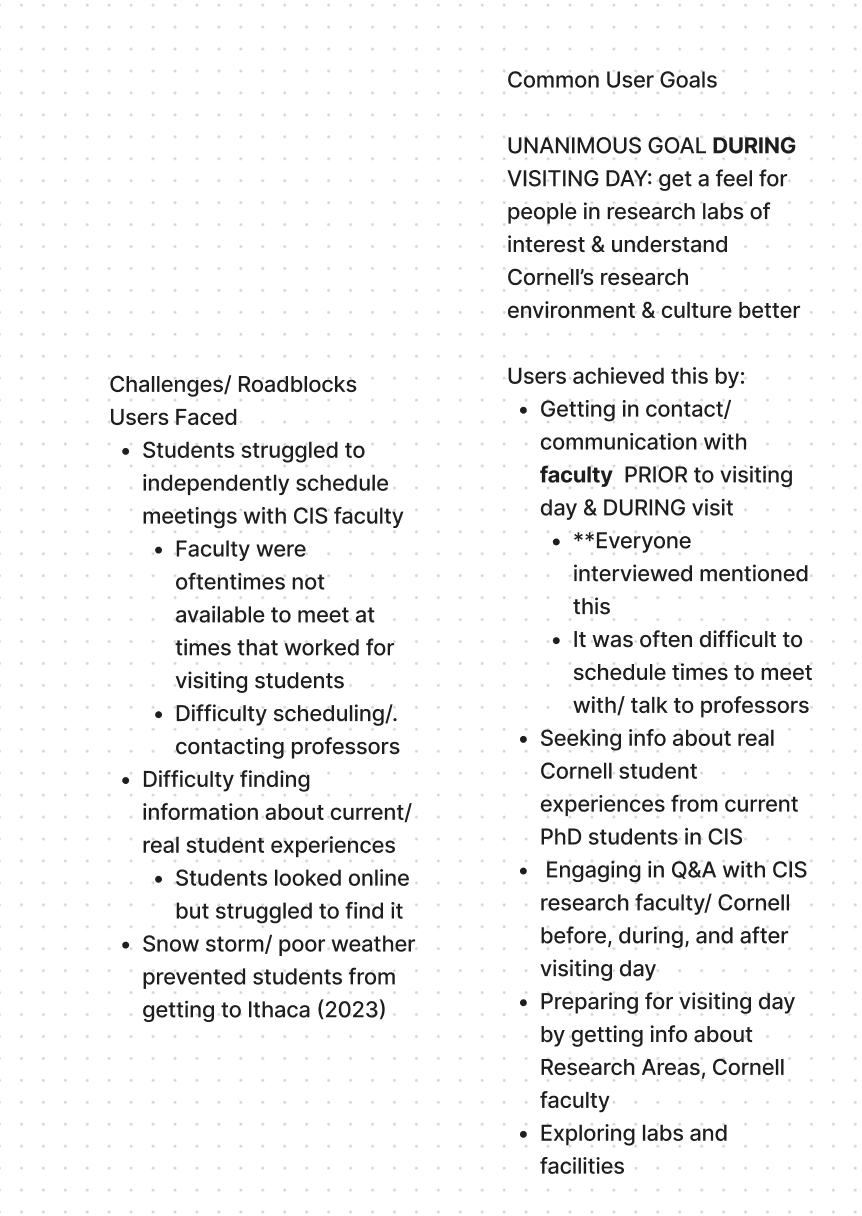 Challenges/ Roadblocks
Users Faced
• Students struggled to
independently schedule
meetings with CIS faculty
• Faculty were
oftentimes not
available to meet at
times that worked for
visiting students
• Difficulty scheduling/.
contacting professors
• Difficulty finding
information about current/
real student experiences
• Students looked online
but struggled to find it
• Snow storm/ poor weather
prevented students from
getting to Ithaca (2023)
Common User Goals
UNANIMOUS GOAL DURING
VISITING DAY: get a feel for
people in research labs of
interest & understand
Cornell’s research
environment & culture better
Users achieved this by:
• Getting in contact/
communication with
faculty  PRIOR to visiting
day & DURING visit
• **Everyone
interviewed mentioned
this
• It was often difficult to
schedule times to meet
with/ talk to professors
• Seeking info about real
Cornell student
experiences from current
PhD students in CIS
• Engaging in Q&A with CIS
research faculty/ Cornell
before, during, and after
visiting day
• Preparing for visiting day
by getting info about
Research Areas, Cornell
faculty
• Exploring labs and
facilities